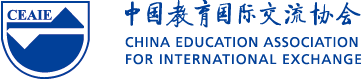 CEAIE
中国教育国际交流协会
CHINA EDUCATION ASSOCIATION
FOR INTERNATIONAL EXCHANGE